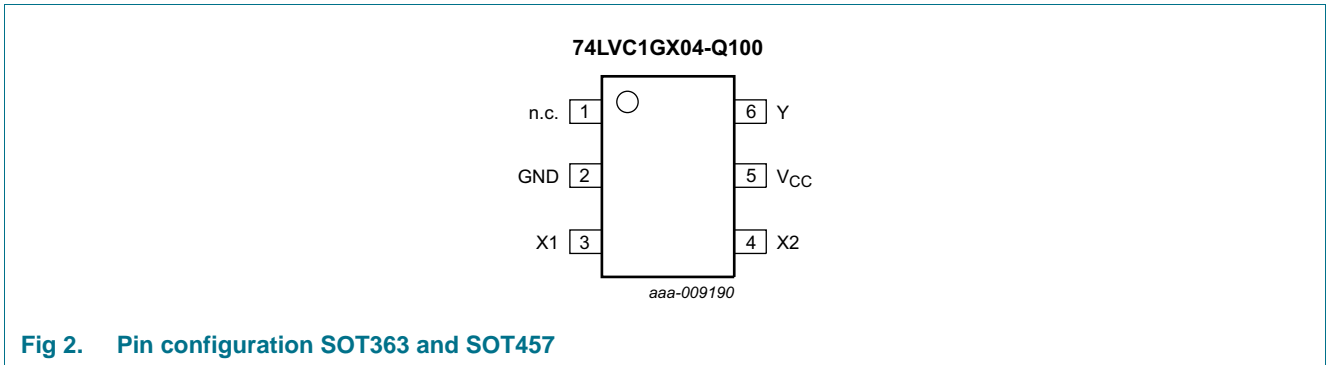 74LVC1GX04-Q100
n.c. 1 6 Y
GND 2 5 VCC
X1 3 4 X2
aaa-009190
Fig 2. Pin configuration SOT363 and SOT457